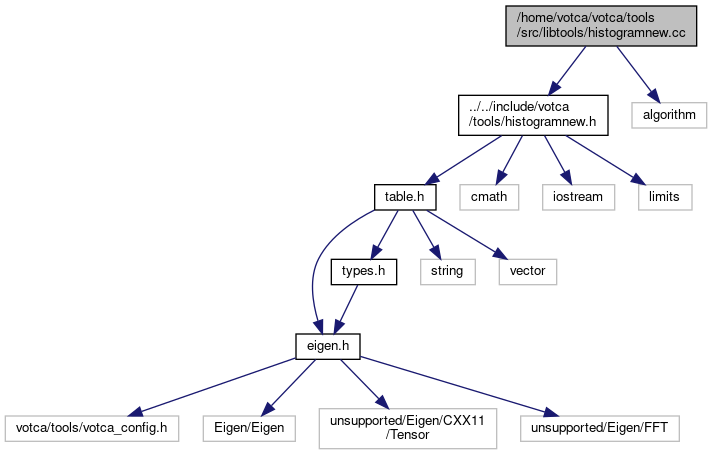 /home/votca/votca/tools
/src/libtools/histogramnew.cc
../../include/votca
/tools/histogramnew.h
algorithm
table.h
cmath
iostream
limits
types.h
string
vector
eigen.h
votca/tools/votca_config.h
Eigen/Eigen
unsupported/Eigen/CXX11
/Tensor
unsupported/Eigen/FFT